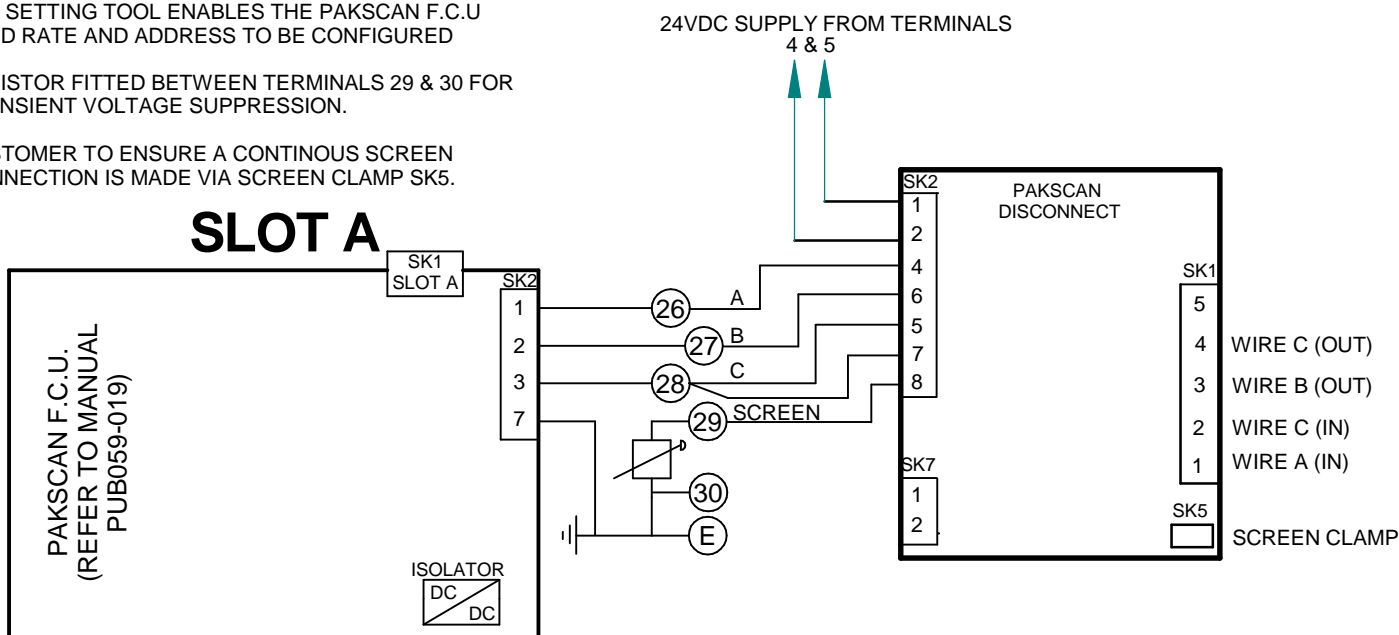 SETTING TOOL ENABLES THE PAKSCAN F.C.U
D RATE AND ADDRESS TO BE CONFIGURED
ISTOR FITTED BETWEEN TERMINALS 29 & 30 FOR
NSIENT VOLTAGE SUPPRESSION.
STOMER TO ENSURE A CONTINOUS SCREEN
NNECTION IS MADE VIA SCREEN CLAMP SK5.
24VDC SUPPLY FROM TERMINALS
4 & 5
SLOT A
SK1
SLOT A
SK2
1
2
3
7
PAKSCAN F.C.U.
(REFER TO MANUAL
PUB059-019)
ISOLATOR
DC
DC
26
A
27
B
28
C
29
SCREEN
30
E
SK2
1
2
4
6
5
7
8
PAKSCAN
DISCONNECT
SK7
1
2
SK1
5
4 WIRE C (OUT)
3 WIRE B (OUT)
2 WIRE C (IN)
1 WIRE A (IN)
SK5
SCREEN CLAMP